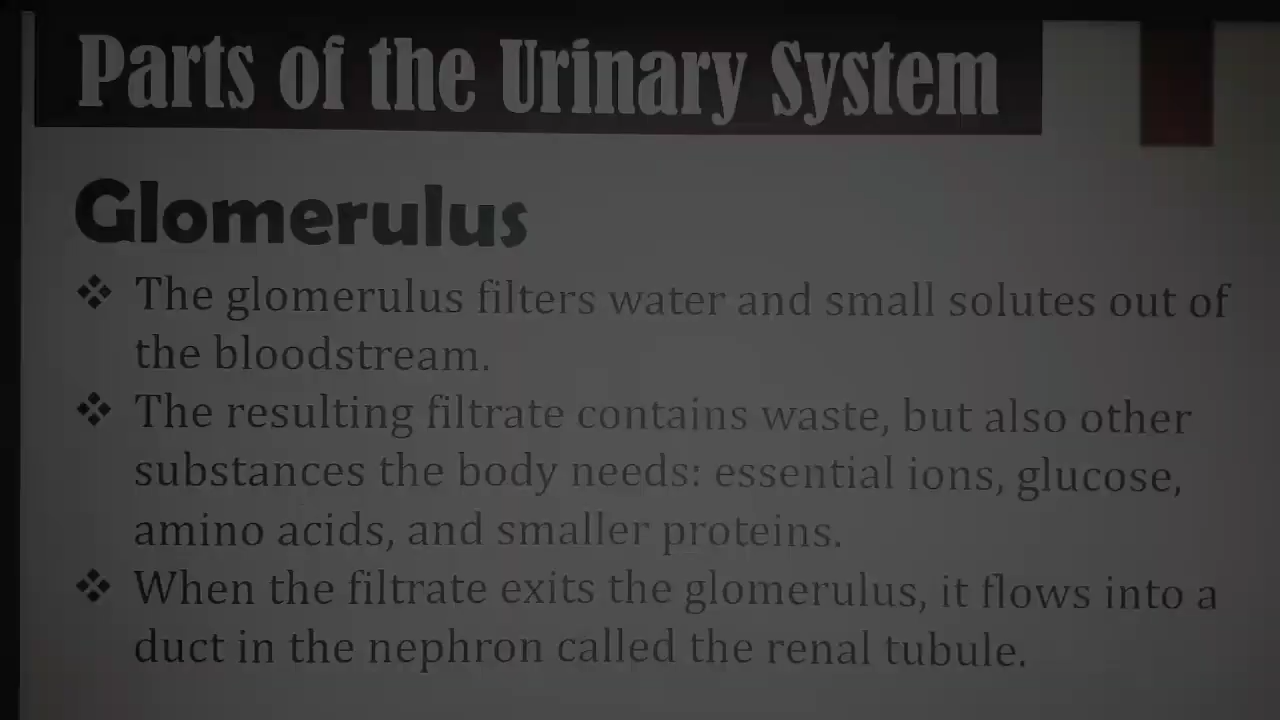 Parts of the Urinary System
Glomerulus
❖ The glomerulus filters water and small solutes out of
the bloodstream.
❖ The resulting filtrate contains waste, but also other
substances the body needs: essential ions, glucose,
amino acids, and smaller proteins.
❖ When the filtrate exits the glomerulus, it flows into a
duct in the nephron called the renal tubule.